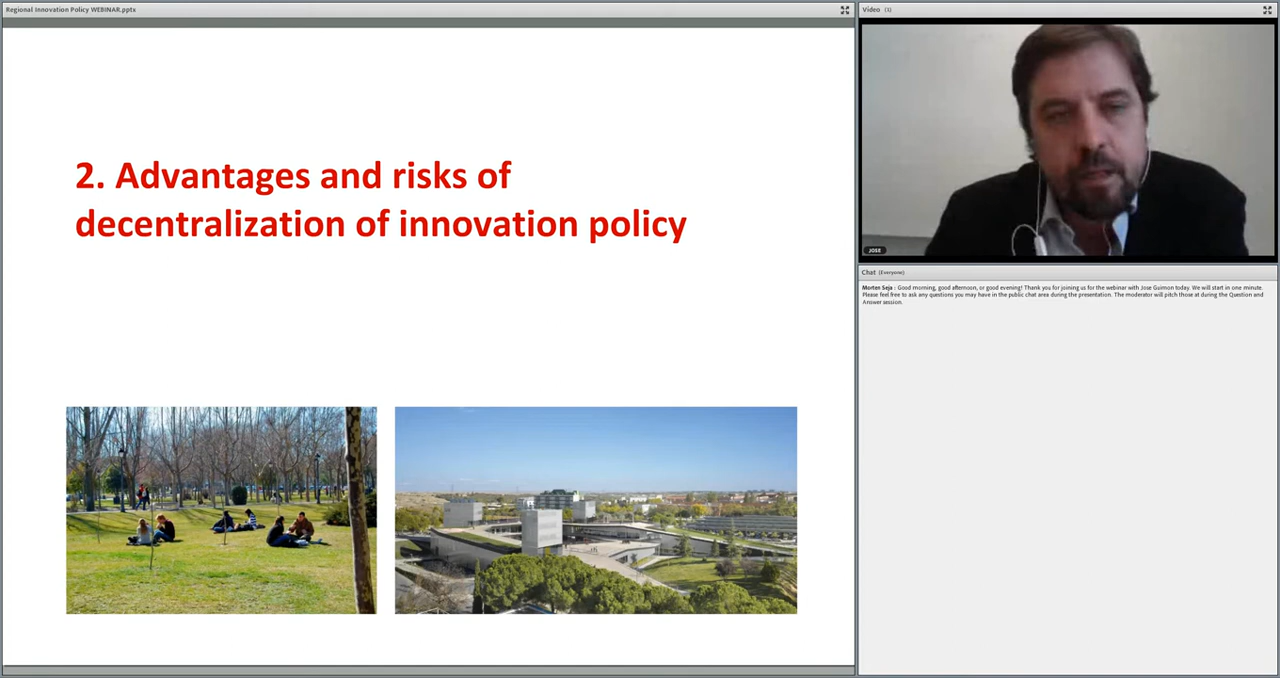 Regional Innovation Policy WEBINAR.pptx
2. Advantages and risks of
decentralization of innovation policy
Video (3)
JOSE
Chat (Everyone)
Morten Seja : Good morning, good afternoon, or good evening! Thank you for joining us for the webinar with Jose Guimon today. We will start in one minute.
Please feel free to ask any questions you may have in the public chat area during the presentation. The moderator will pitch those at during the Question and
Answer session.